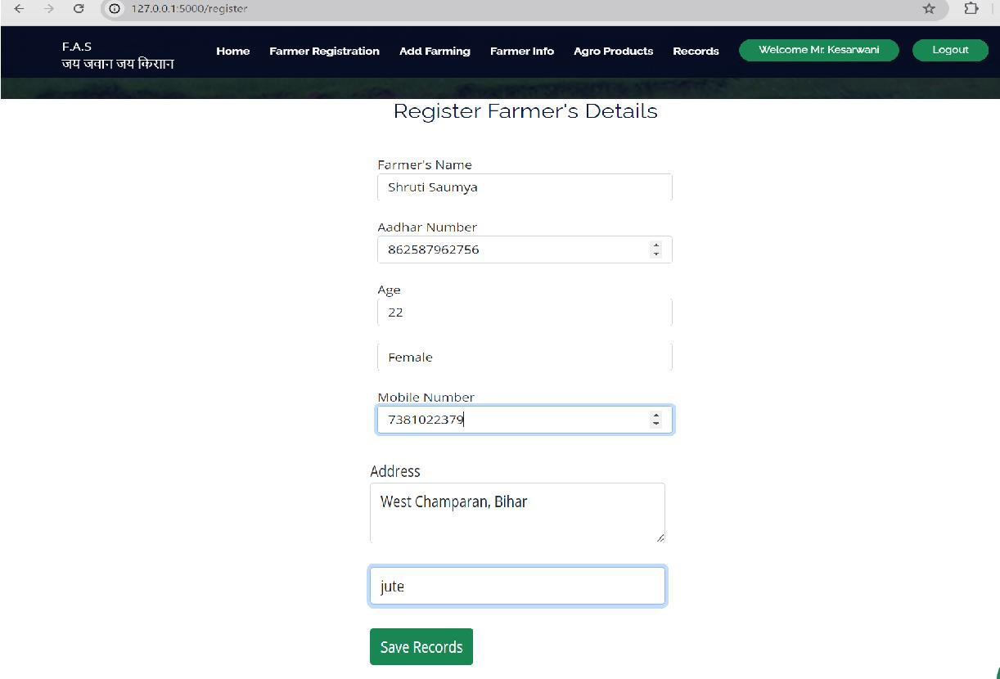 127.0.0.1:5000/register
F.A.S
जय जवान जय किसान
Home Farmer Registration Add Farming Farmer Info Agro Products Records Welcome Mr. Kesarwani Logout
Register Farmer's Details
Farmer's Name
Shruti Saumya
Aadhar Number
862587962756
Age
22
Female
Mobile Number
7381022379
Address
West Champaran, Bihar
jute
Save Records